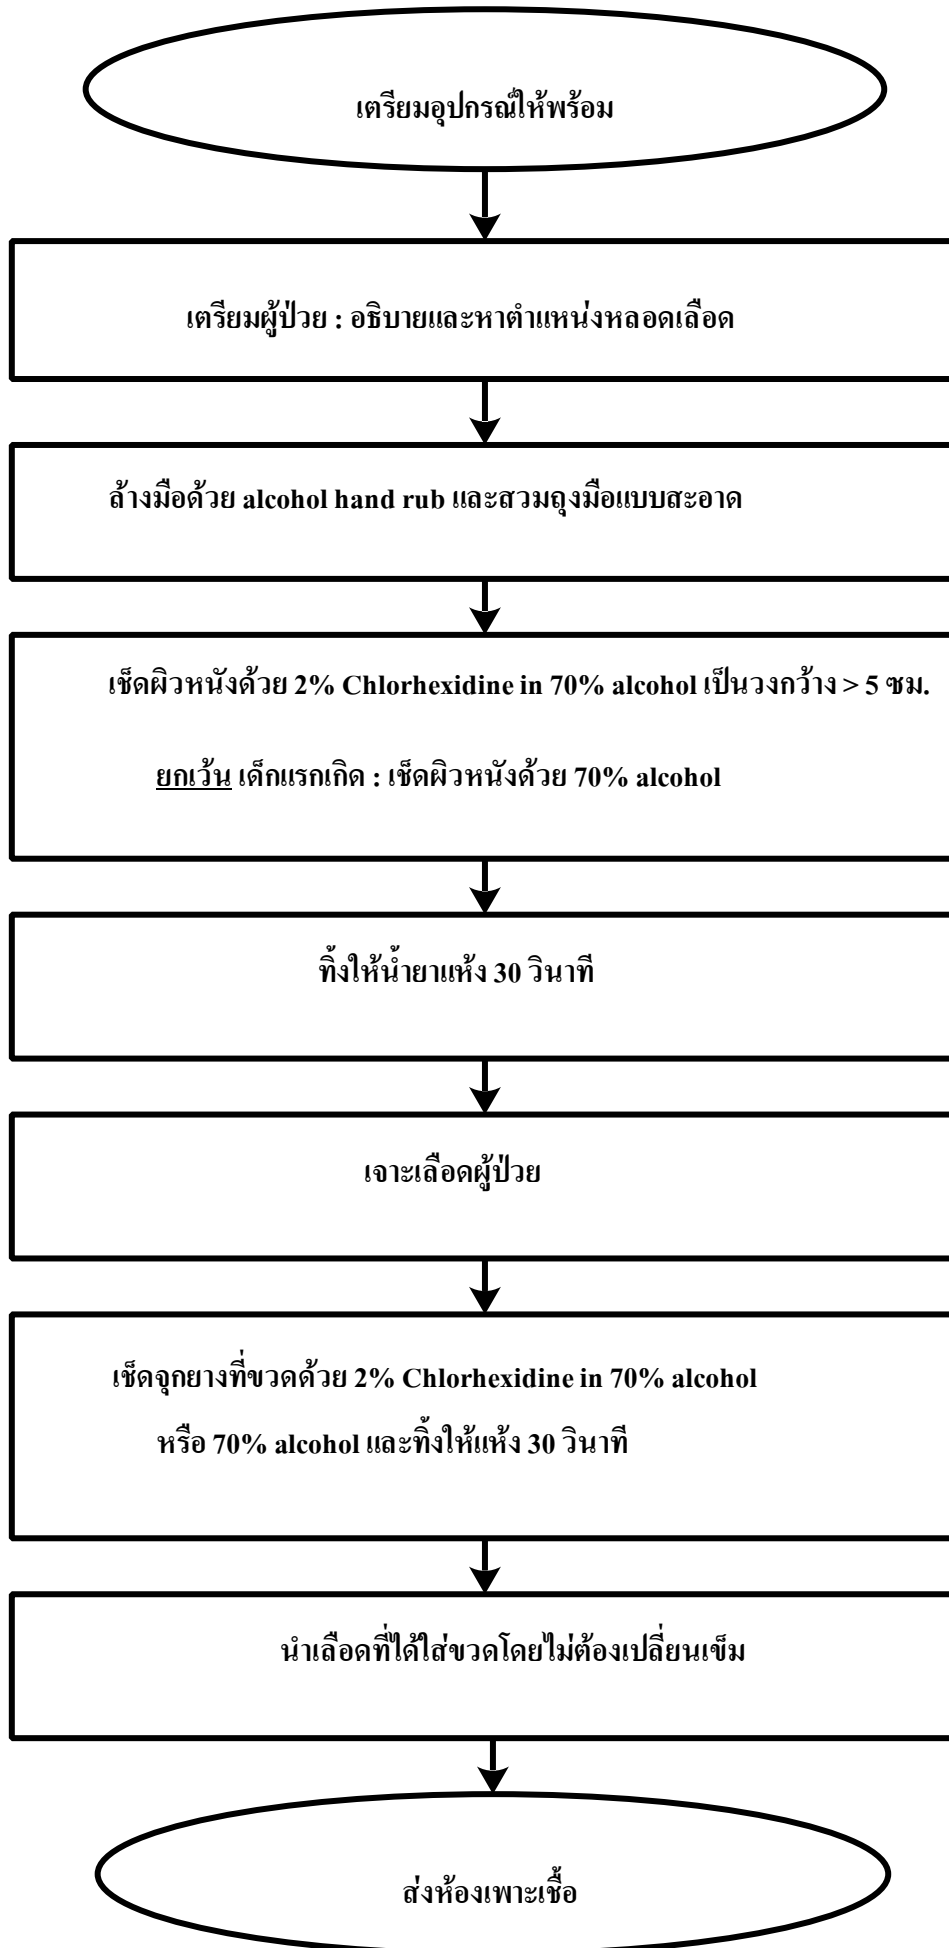 เตรียมอุปกรณ์ให้พร้อม
เตรียมผู้ป่วย : อธิบายและหาตำแหน่งหลอดเลือด
ล้างมือด้วย alcohol hand rub และสวมถุงมือแบบสะอาด
เช็ดผิวหนังด้วย 2% Chlorhexidine in 70% alcohol เป็นวงกว้าง > 5 ซม.
ยกเว้น เด็กแรกเกิด : เช็ดผิวหนังด้วย 70% alcohol
ทิ้งให้น้ำยาแห้ง 30 วินาที
เจาะเลือดผู้ป่วย
เช็ดจุกยางที่ขวดด้วย 2% Chlorhexidine in 70% alcohol
หรือ 70% alcohol และทิ้งให้แห้ง 30 วินาที
นำเลือดที่ได้ใส่ขวดโดยไม่ต้องเปลี่ยนเข็ม
ส่งห้องเพาะเชื้อ